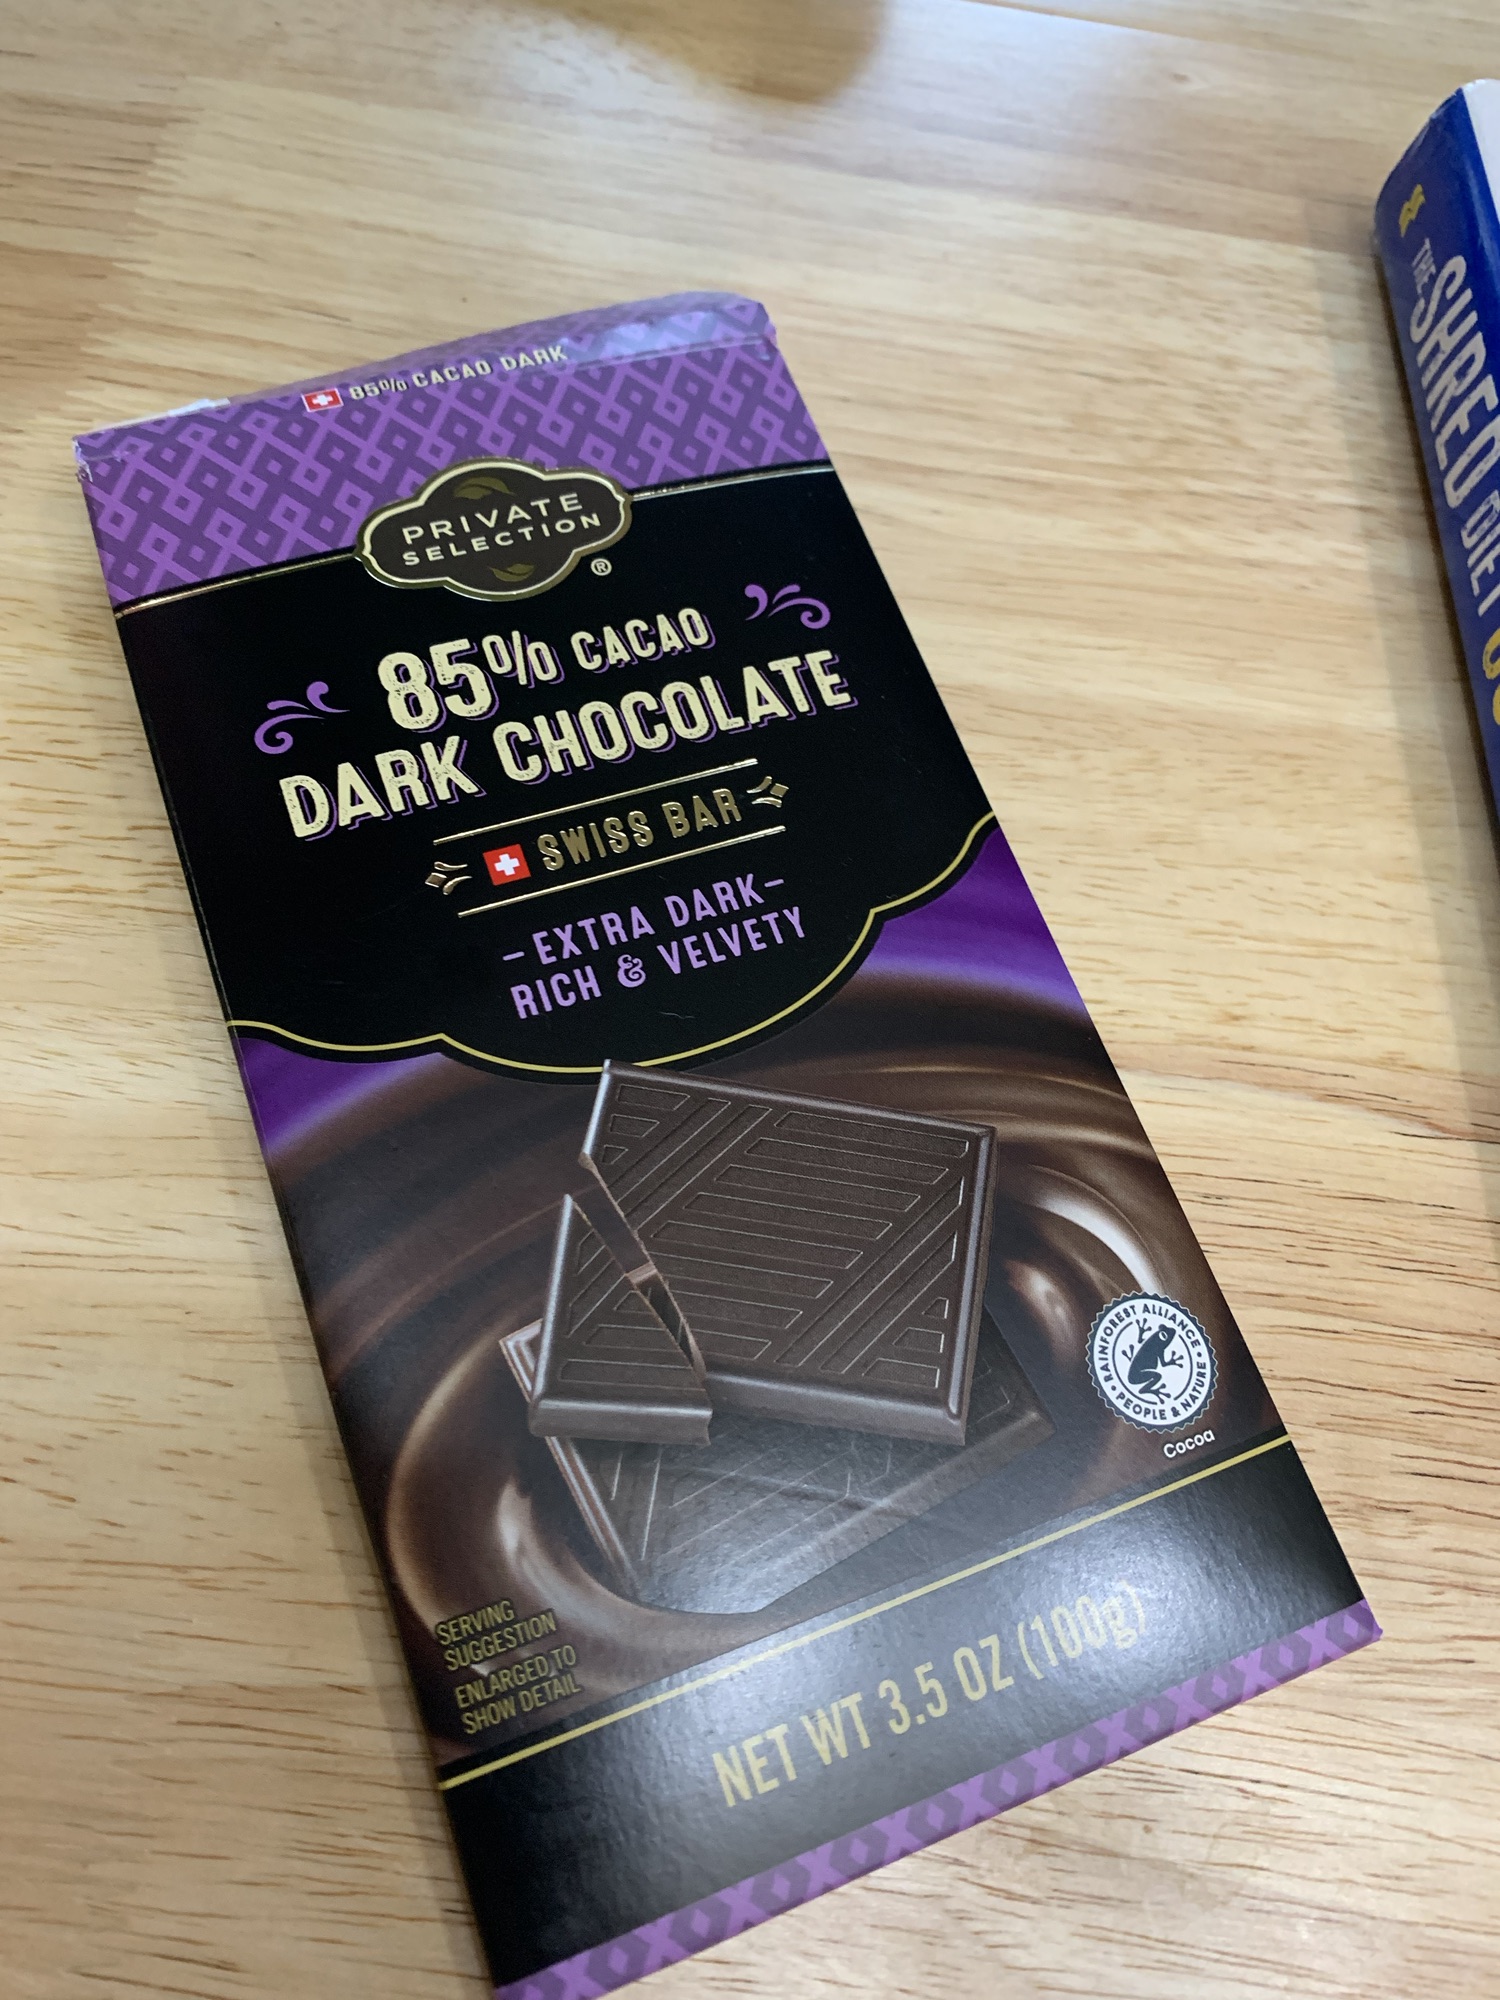 85% CACAO DARK
PRIVATE
SELECTION
®
85% CACAO
DARK CHOCOLATE
SWISS BAR
–EXTRA DARK–
RICH & VELVETY
RAINFOREST ALLIANCE
• PEOPLE & NATURE •
Cocoa
SERVING
SUGGESTION
ENLARGED TO
SHOW DETAIL
NET WT 3.5 OZ (100g)
THE SHRED DIET